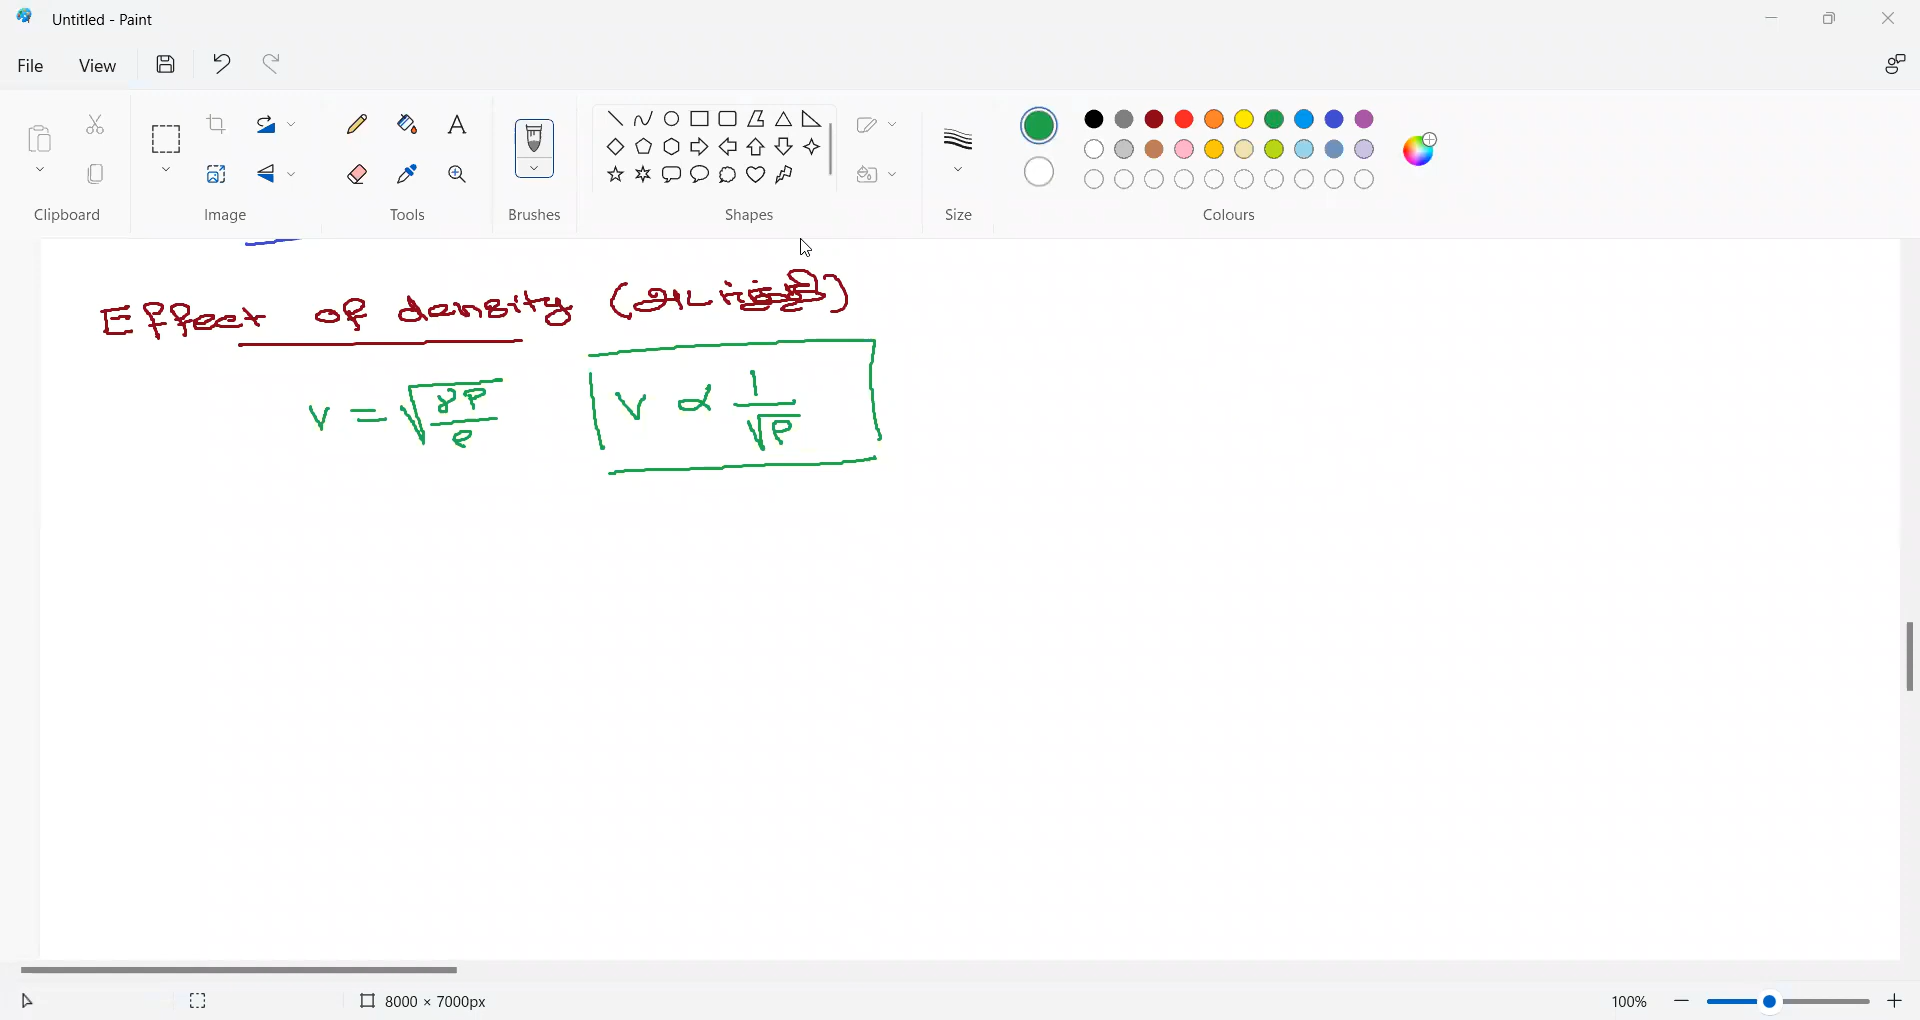 Untitled - Paint
File View
Clipboard Image Tools Brushes Shapes Size Colours
Effect of density (
v = √(γP/ρ) v ∝ 1/√ρ
8000 × 7000px 100%